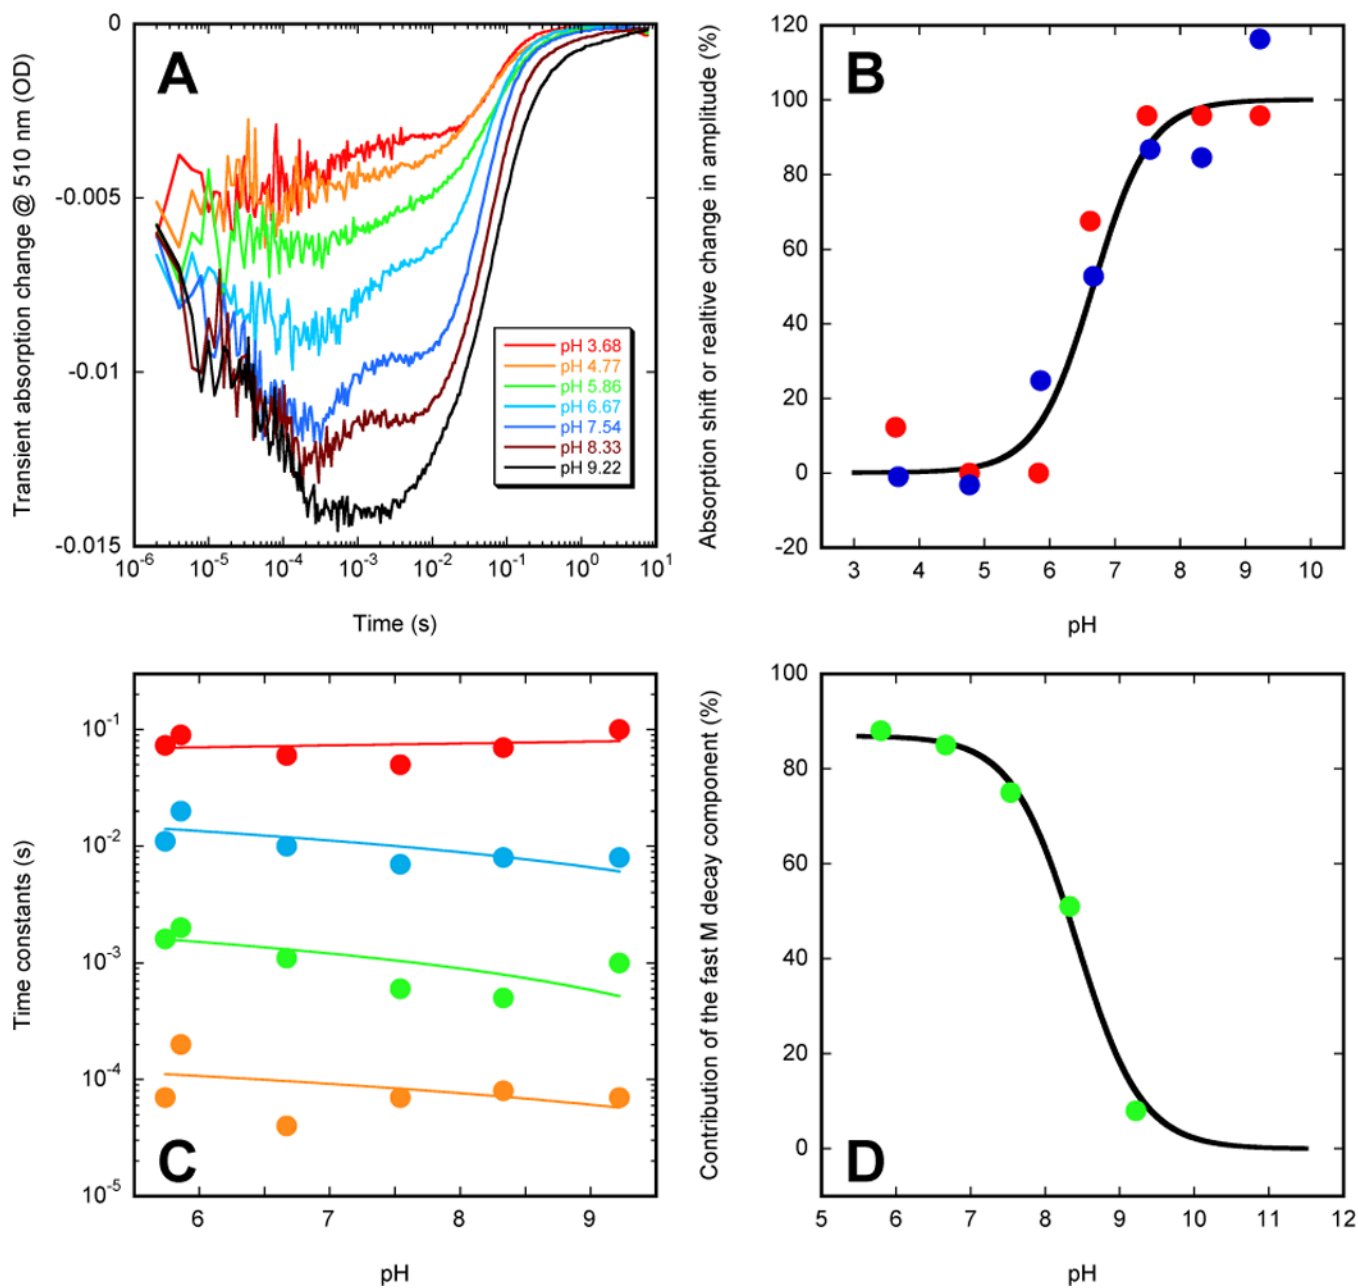 A
Transient absorption change @ 510 nm (OD)
0
-0.005
-0.01
-0.015
pH 3.68
pH 4.77
pH 5.86
pH 6.67
pH 7.54
pH 8.33
pH 9.22
10-6 10-5 10-4 10-3 10-2 10-1 100 101
Time (s)
B
Absorption shift or realtive change in amplitude (%)
120
100
80
60
40
20
0
-20
3 4 5 6 7 8 9 10
pH
C
Time constants (s)
10-1
10-2
10-3
10-4
10-5
6 7 8 9
pH
D
Contribution of the fast M decay component (%)
100
80
60
40
20
0
5 6 7 8 9 10 11 12
pH